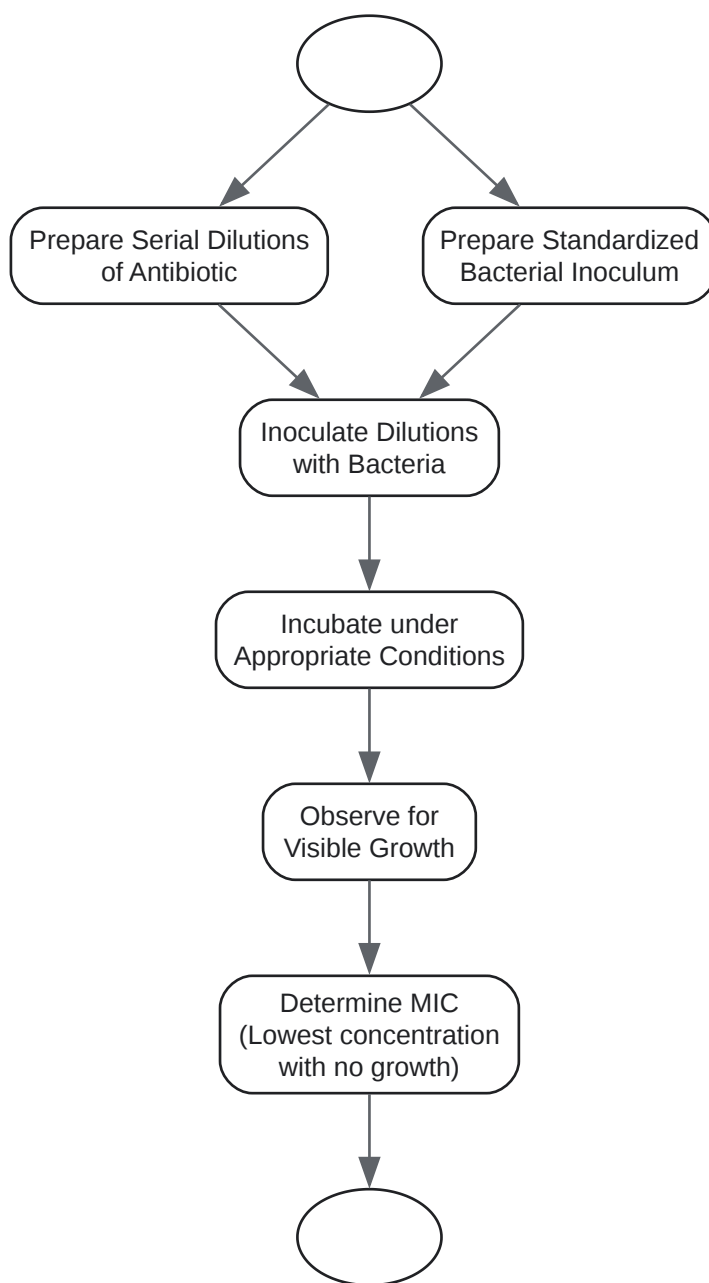 Prepare Serial Dilutions
of Antibiotic
Prepare Standardized
Bacterial Inoculum
Inoculate Dilutions
with Bacteria
Incubate under
Appropriate Conditions
Observe for
Visible Growth
Determine MIC
(Lowest concentration
with no growth)